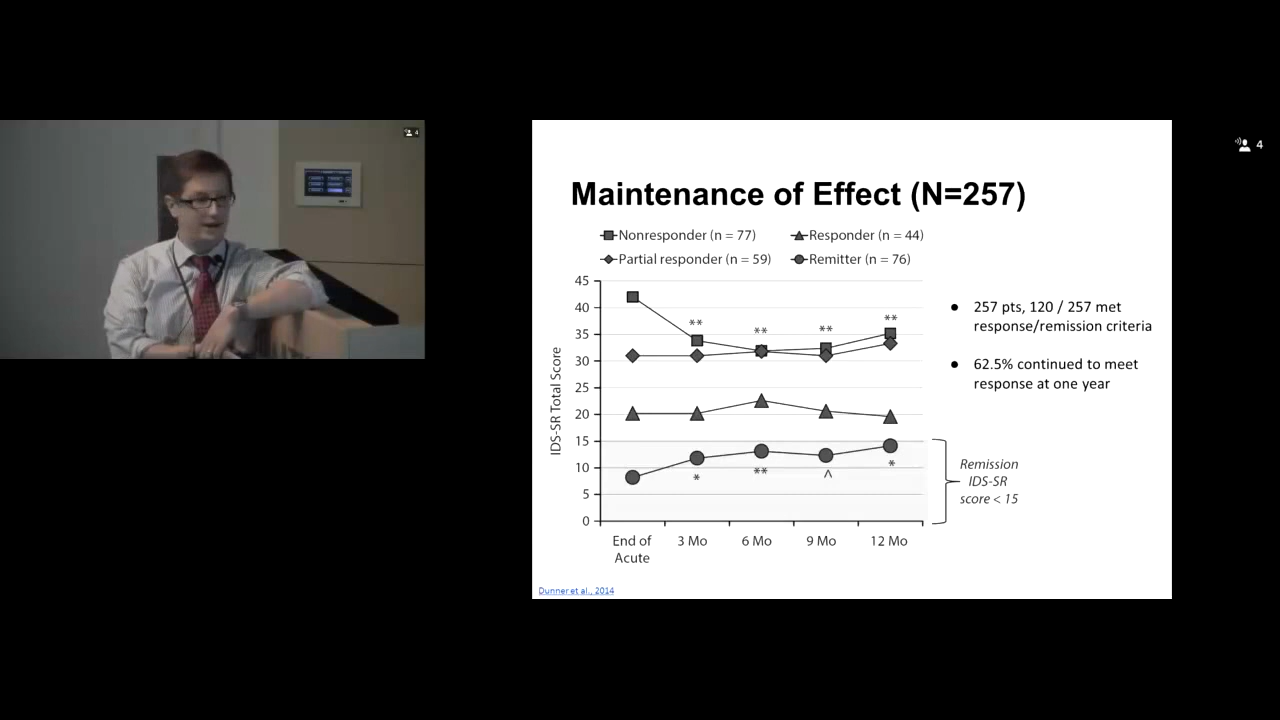 4
4
Maintenance of Effect (N=257)
Nonresponder (n = 77)
Responder (n = 44)
Partial responder (n = 59)
Remitter (n = 76)
IDS-SR Total Score
45
40
35
30
25
20
15
10
5
0
**
**
**
**
*
**
^
*
End of
Acute
3 Mo
6 Mo
9 Mo
12 Mo
● 257 pts, 120 / 257 met
response/remission criteria
● 62.5% continued to meet
response at one year
Remission
IDS-SR
score < 15
Dunner et al., 2014